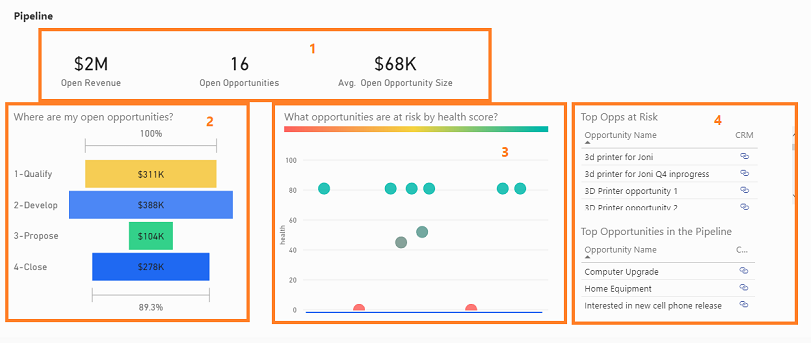 Pipeline
1
$2M
16
$68K
Open Revenue
Open Opportunities
Avg. Open Opportunity Size
Where are my open opportunities?
2
100%
1-Qualify
$311K
2-Develop
$388K
3-Propose
$104K
4-Close
$278K
89.3%
What opportunities are at risk by health score?
3
100
80
60
40
20
0
health
Top Opps at Risk
4
Opportunity Name CRM
3d printer for Joni
3d printer for Joni Q4 inprogress
3D Printer opportunity 1
3D Printer opportunity 2
Top Opportunities in the Pipeline
Opportunity Name C...
Computer Upgrade
Home Equipment
Interested in new cell phone release